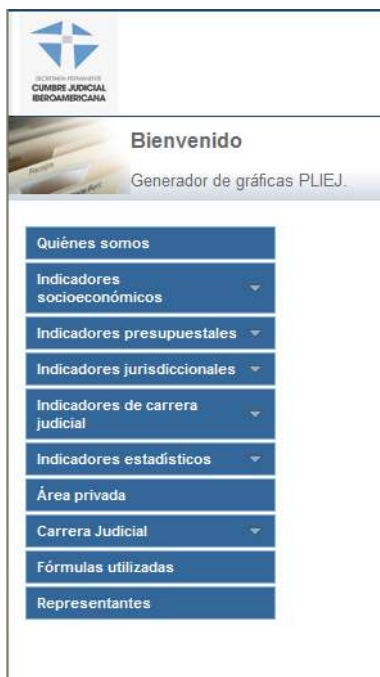 SECRETARÍA PERMANENTE
CUMBRE JUDICIAL
IBEROAMERICANA
Bienvenido
Generador de gráficas PLIEJ.
Quiénes somos
Indicadores
socioeconómicos
Indicadores presupuestales
Indicadores jurisdiccionales
Indicadores de carrera
judicial
Indicadores estadísticos
Área privada
Carrera Judicial
Fórmulas utilizadas
Representantes